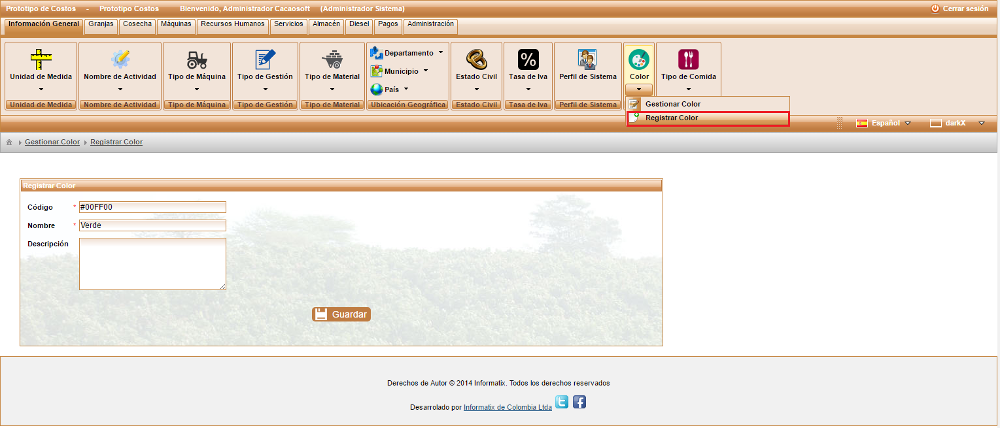 Prototipo de Costos - Prototipo Costos Bienvenido, Administrador Cacaosoft (Administrador Sistema) Cerrar sesión
Información General Granjas Cosecha Máquinas Recursos Humanos Servicios Almacén Diesel Pagos Administración
Departamento
Unidad de Medida Nombre de Actividad Tipo de Máquina Tipo de Gestión Tipo de Material Municipio Estado Civil Tasa de Iva Perfil de Sistema Color Tipo de Comida
País
Unidad de Medida Nombre de Actividad Tipo de Máquina Tipo de Gestión Tipo de Material Ubicación Geográfica Estado Civil Tasa de Iva Perfil de Sistema
Gestionar Color
Registrar Color
Español darkX
Gestionar Color Registrar Color
Registrar Color
Código * #00FF00
Nombre * Verde
Descripción
Guardar
Derechos de Autor © 2014 Informatix. Todos los derechos reservados
Desarrolado por Informatix de Colombia Ltda